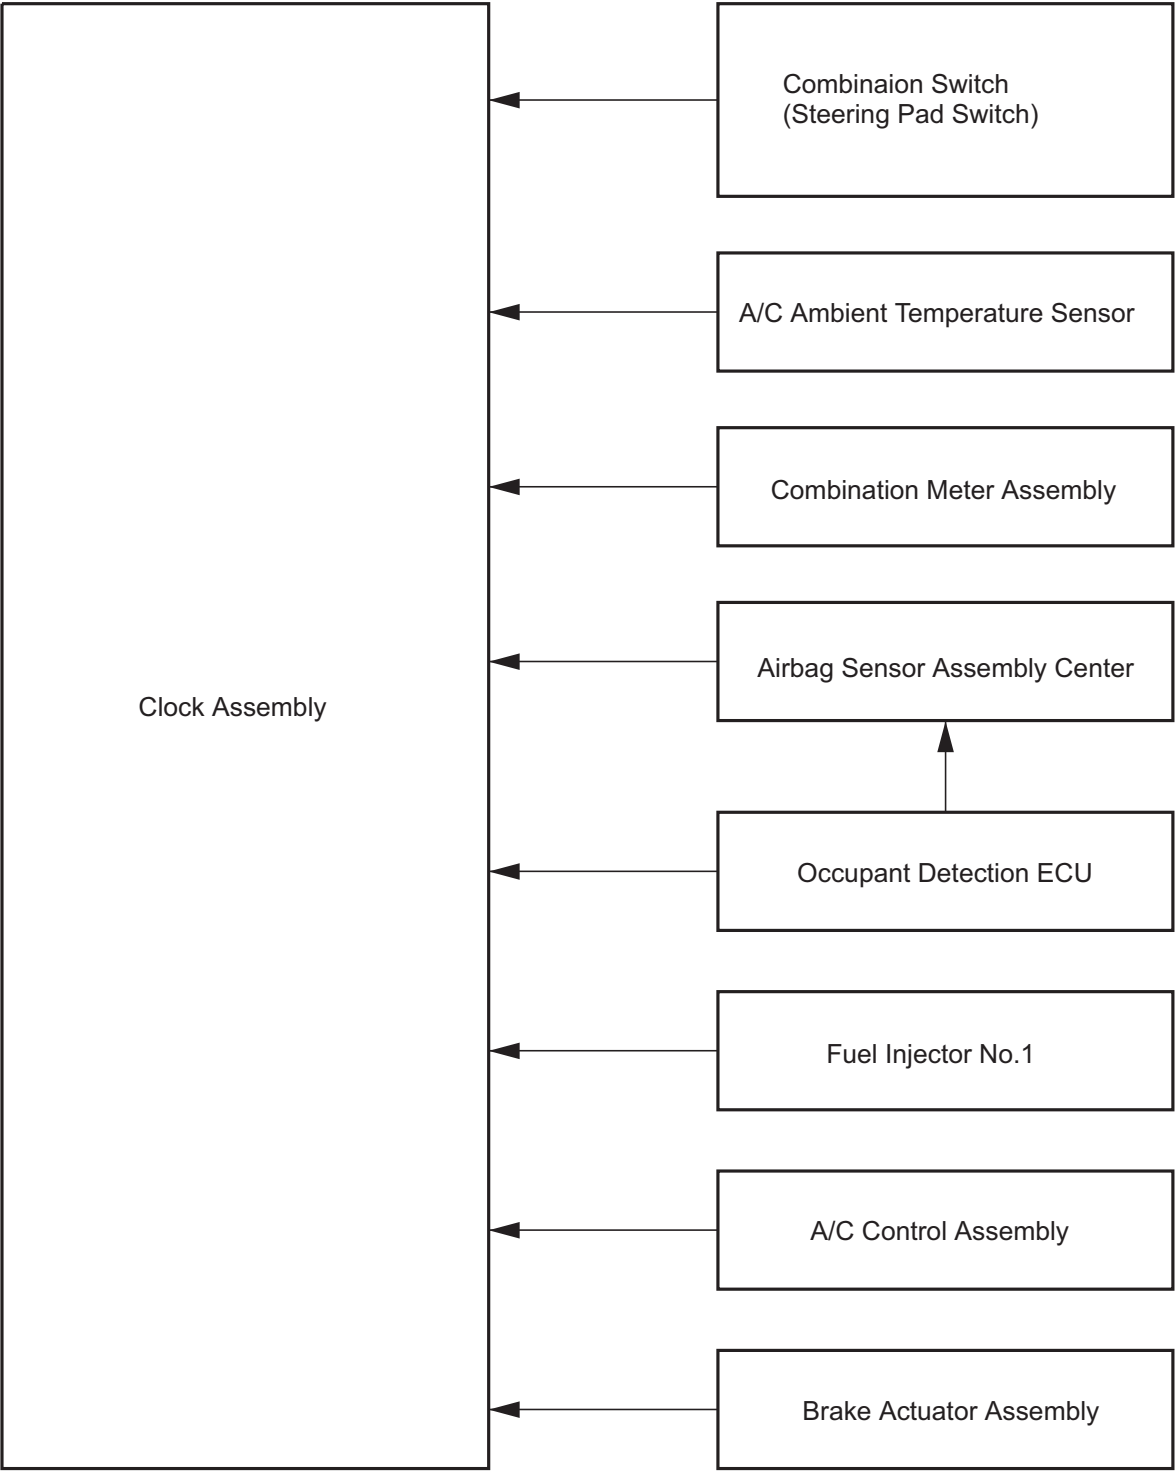 Combinaion Switch
(Steering Pad Switch)
A/C Ambient Temperature Sensor
Combination Meter Assembly
Airbag Sensor Assembly Center
Clock Assembly
Occupant Detection ECU
Fuel Injector No.1
A/C Control Assembly
Brake Actuator Assembly